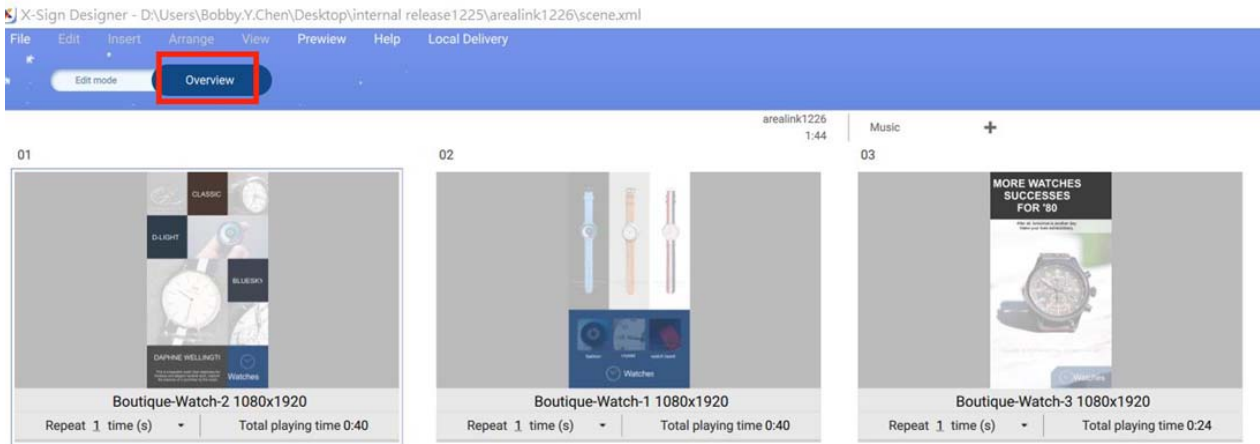 X-Sign Designer - D:\Users\Bobby.Y.Chen\Desktop\internal release1225\arealink1226\scene.xml
File Edit Insert Arrange View Prewiew Help Local Delivery
Edit mode Overview
arealink1226
1:44
Music +
01
02
03
CLASSIC
D-LIGHT
BLUESKY
DAPHNE WELLINGT
Watches
fashion
watch band
Watches
MORE WATCHES
SUCCESSES
FOR '80
Watches
Boutique-Watch-2 1080x1920
Repeat 1 time (s) Total playing time 0:40
Boutique-Watch-1 1080x1920
Repeat 1 time (s) Total playing time 0:40
Boutique-Watch-3 1080x1920
Repeat 1 time (s) Total playing time 0:24